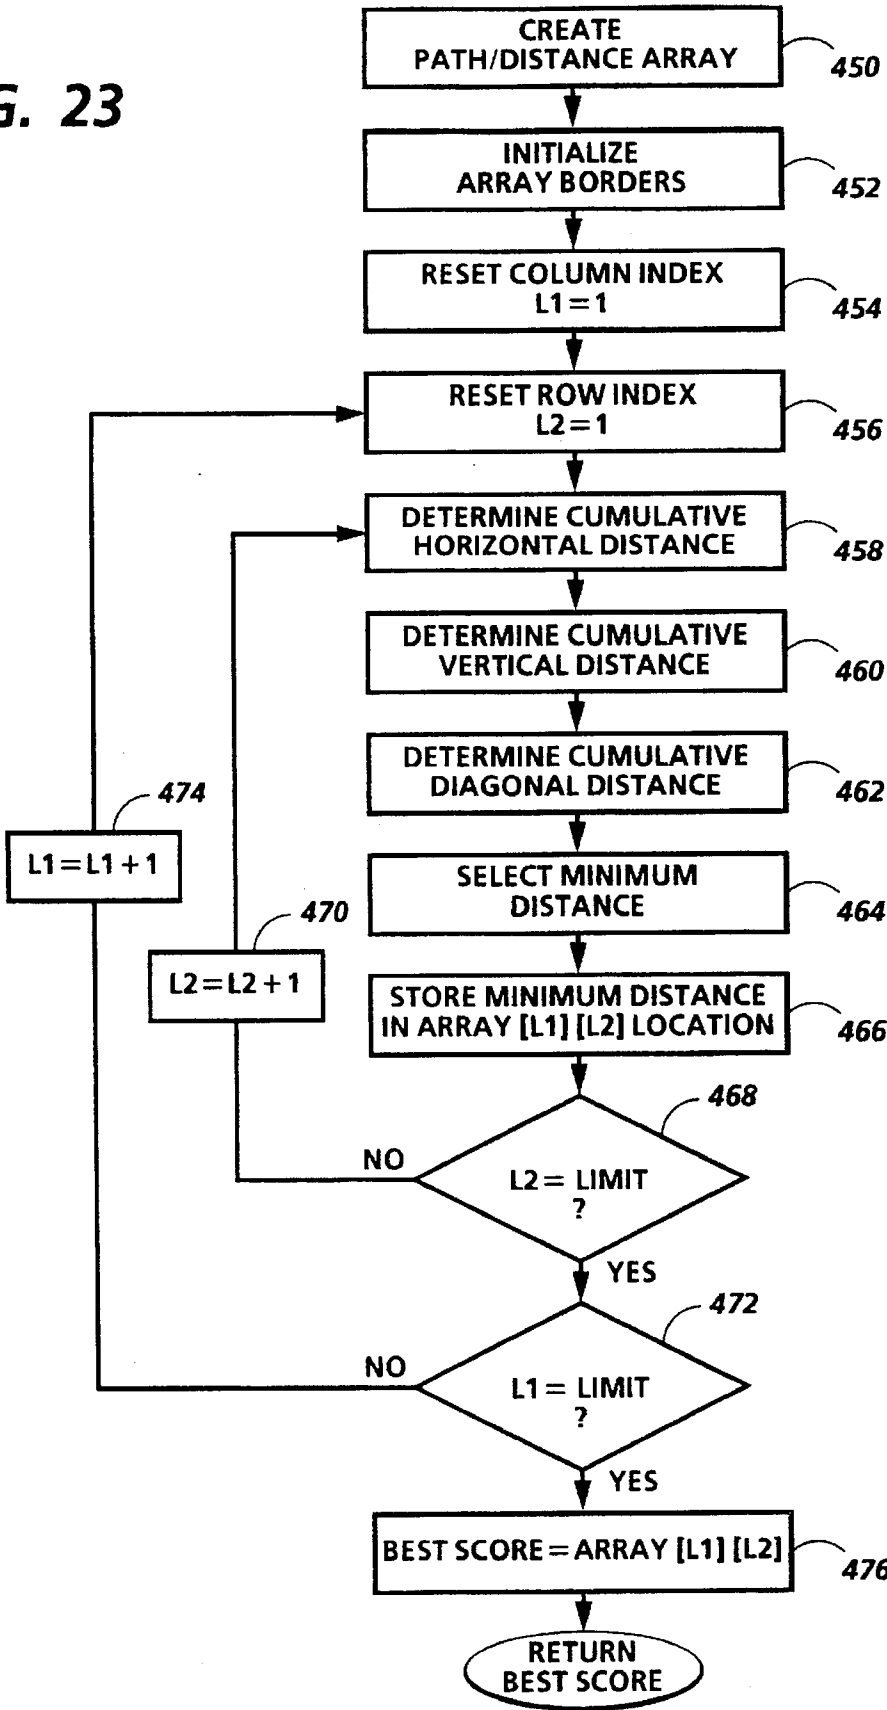 G. 23
CREATE
PATH/DISTANCE ARRAY
450
INITIALIZE
ARRAY BORDERS
452
RESET COLUMN INDEX
L1=1
454
RESET ROW INDEX
L2=1
456
DETERMINE CUMULATIVE
HORIZONTAL DISTANCE
458
DETERMINE CUMULATIVE
VERTICAL DISTANCE
460
DETERMINE CUMULATIVE
DIAGONAL DISTANCE
462
474
L1=L1+1
SELECT MINIMUM
DISTANCE
464
470
L2=L2+1
STORE MINIMUM DISTANCE
IN ARRAY [L1] [L2] LOCATION
466
468
NO
L2= LIMIT
?
YES
472
NO
L1= LIMIT
?
YES
BEST SCORE=ARRAY [L1] [L2]
476
RETURN
BEST SCORE